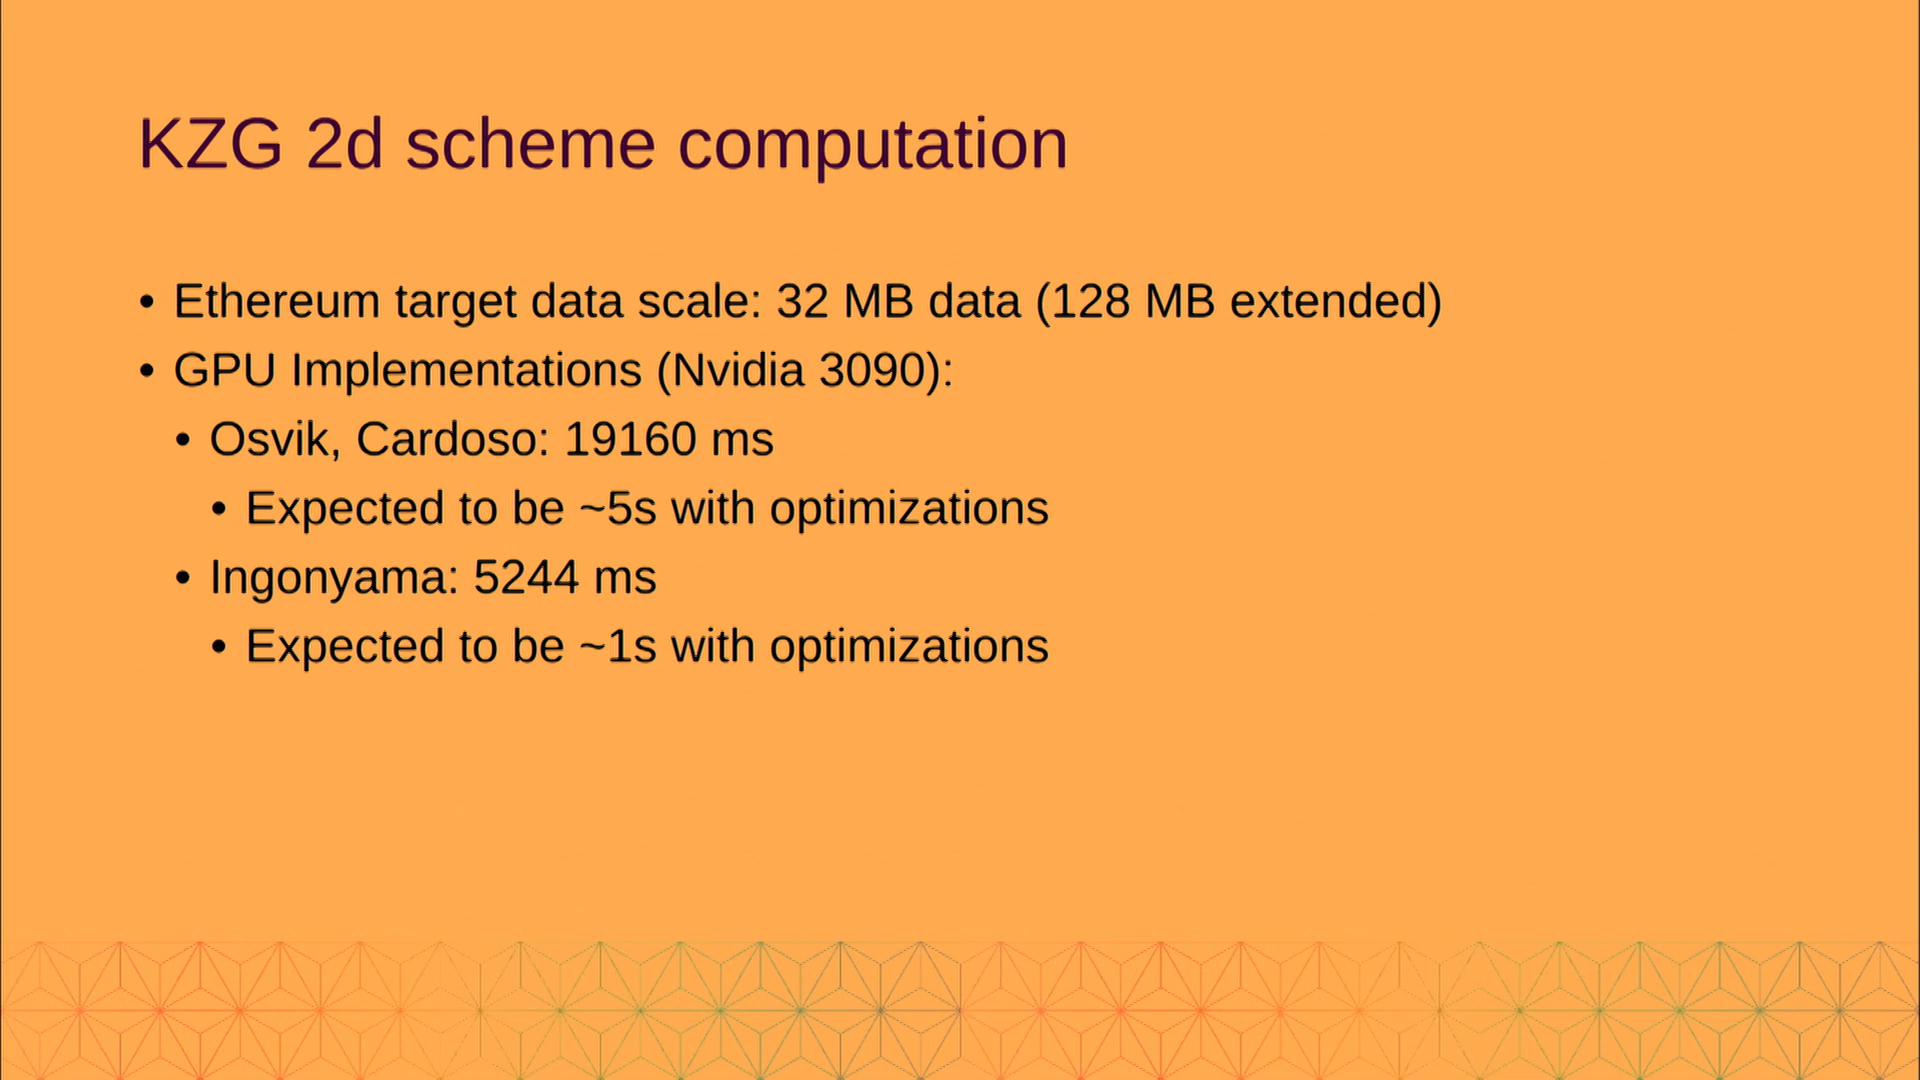 KZG 2d scheme computation
• Ethereum target data scale: 32 MB data (128 MB extended)
• GPU Implementations (Nvidia 3090):
• Osvik, Cardoso: 19160 ms
• Expected to be ~5s with optimizations
• Ingonyama: 5244 ms
• Expected to be ~1s with optimizations